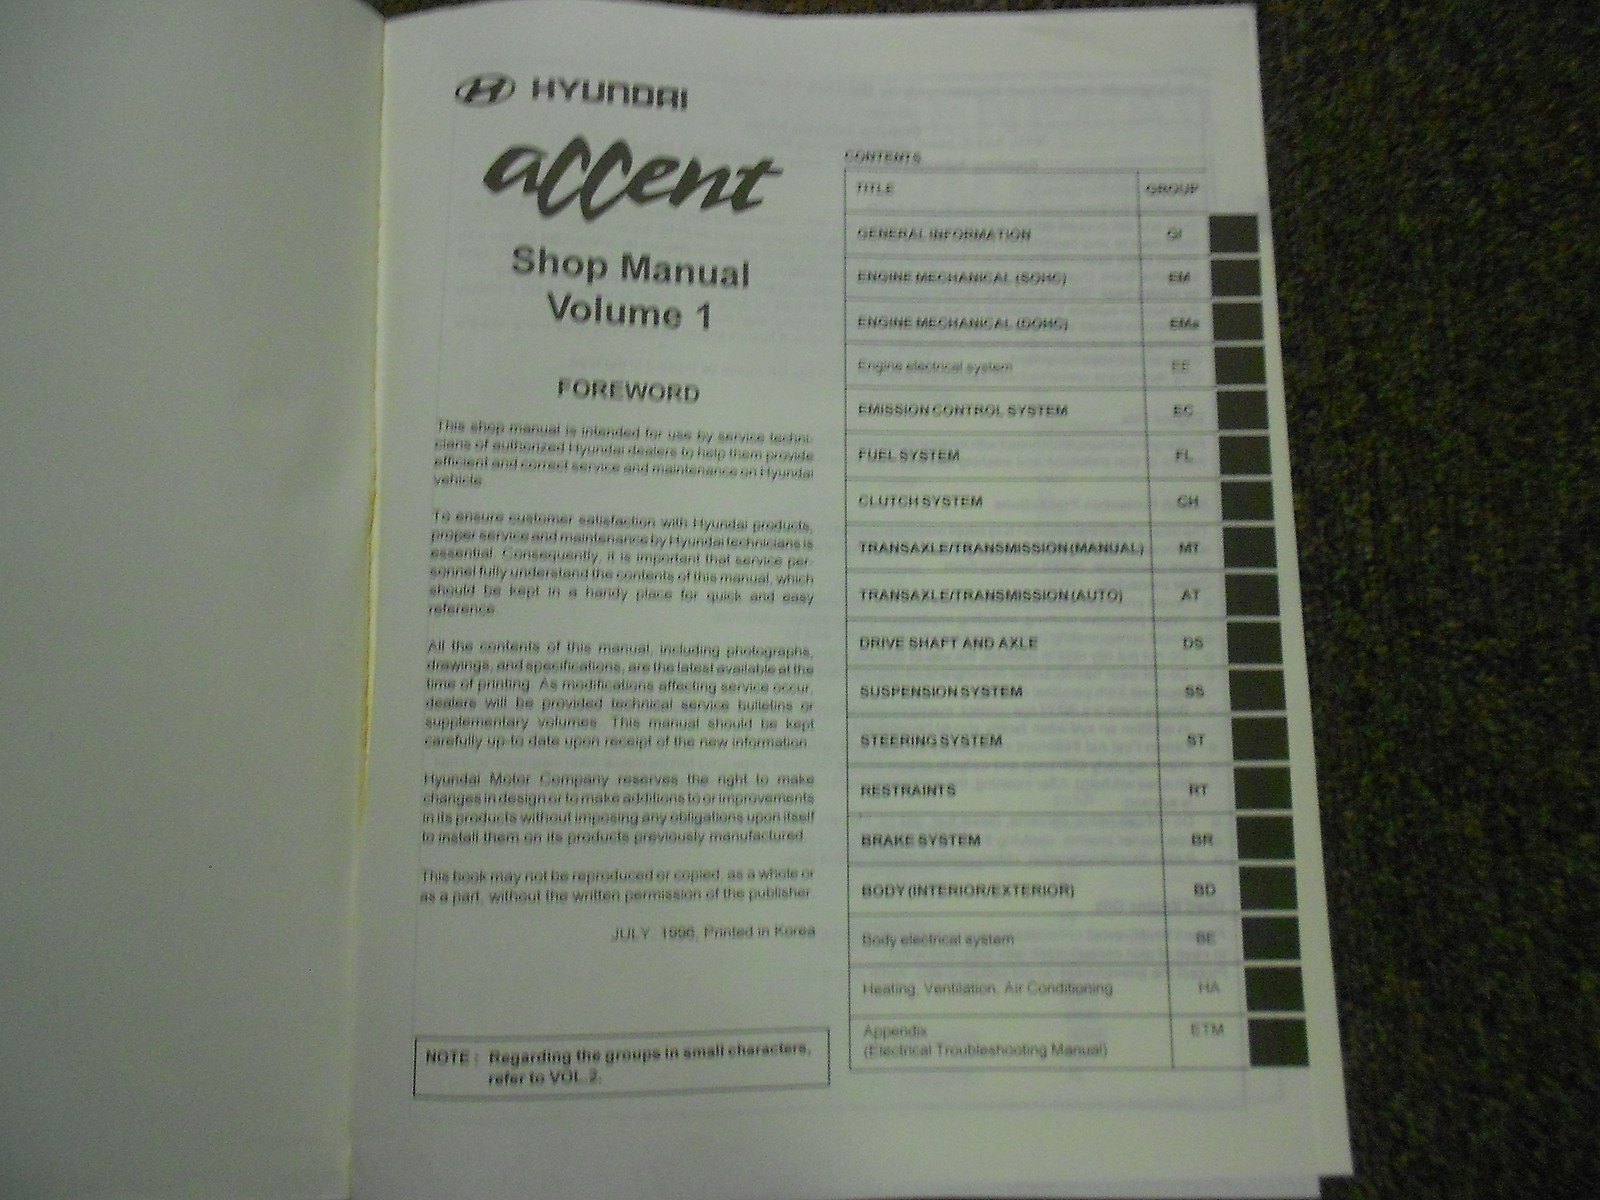 HYUNDAI
accent
Shop Manual
Volume 1
FOREWORD
This shop manual is intended for use by service techni-
cians of authorized Hyundai dealers to help them provide
efficient and correct service and maintenance on Hyundai
vehicle.
To ensure customer satisfaction with Hyundai products,
proper service and maintenance by Hyundai technicians is
essential. Consequently, it is important that service per-
sonnel fully understand the contents of this manual, which
should be kept in a handy place for quick and easy
reference.
All the contents of this manual, including photographs,
drawings, and specifications, are the latest available at the
time of printing. As modifications affecting service occur,
dealers will be provided technical service bulletins or
supplementary volumes. This manual should be kept
carefully up to date upon receipt of the new information.
Hyundai Motor Company reserves the right to make
changes in design or to make additions to or improvements
in its products without imposing any obligations upon itself
to install them on its products previously manufactured.
This book may not be reproduced or copied, as a whole or
as a part, without the written permission of the publisher.
JULY. 1996, Printed in Korea
NOTE : Regarding the groups in small characters,
refer to VOL.2.
CONTENTS
TITLE GROUP
GENERAL INFORMATION GI
ENGINE MECHANICAL (SOHC) EM
ENGINE MECHANICAL (DOHC) EMa
Engine electrical system EE
EMISSION CONTROL SYSTEM EC
FUEL SYSTEM FL
CLUTCH SYSTEM CH
TRANSAXLE/TRANSMISSION (MANUAL) MT
TRANSAXLE/TRANSMISSION (AUTO) AT
DRIVE SHAFT AND AXLE DS
SUSPENSION SYSTEM SS
STEERING SYSTEM ST
RESTRAINTS RT
BRAKE SYSTEM BR
BODY (INTERIOR/EXTERIOR) BD
Body electrical system BE
Heating, Ventilation, Air Conditioning HA
Appendix ETM
(Electrical Troubleshooting Manual)